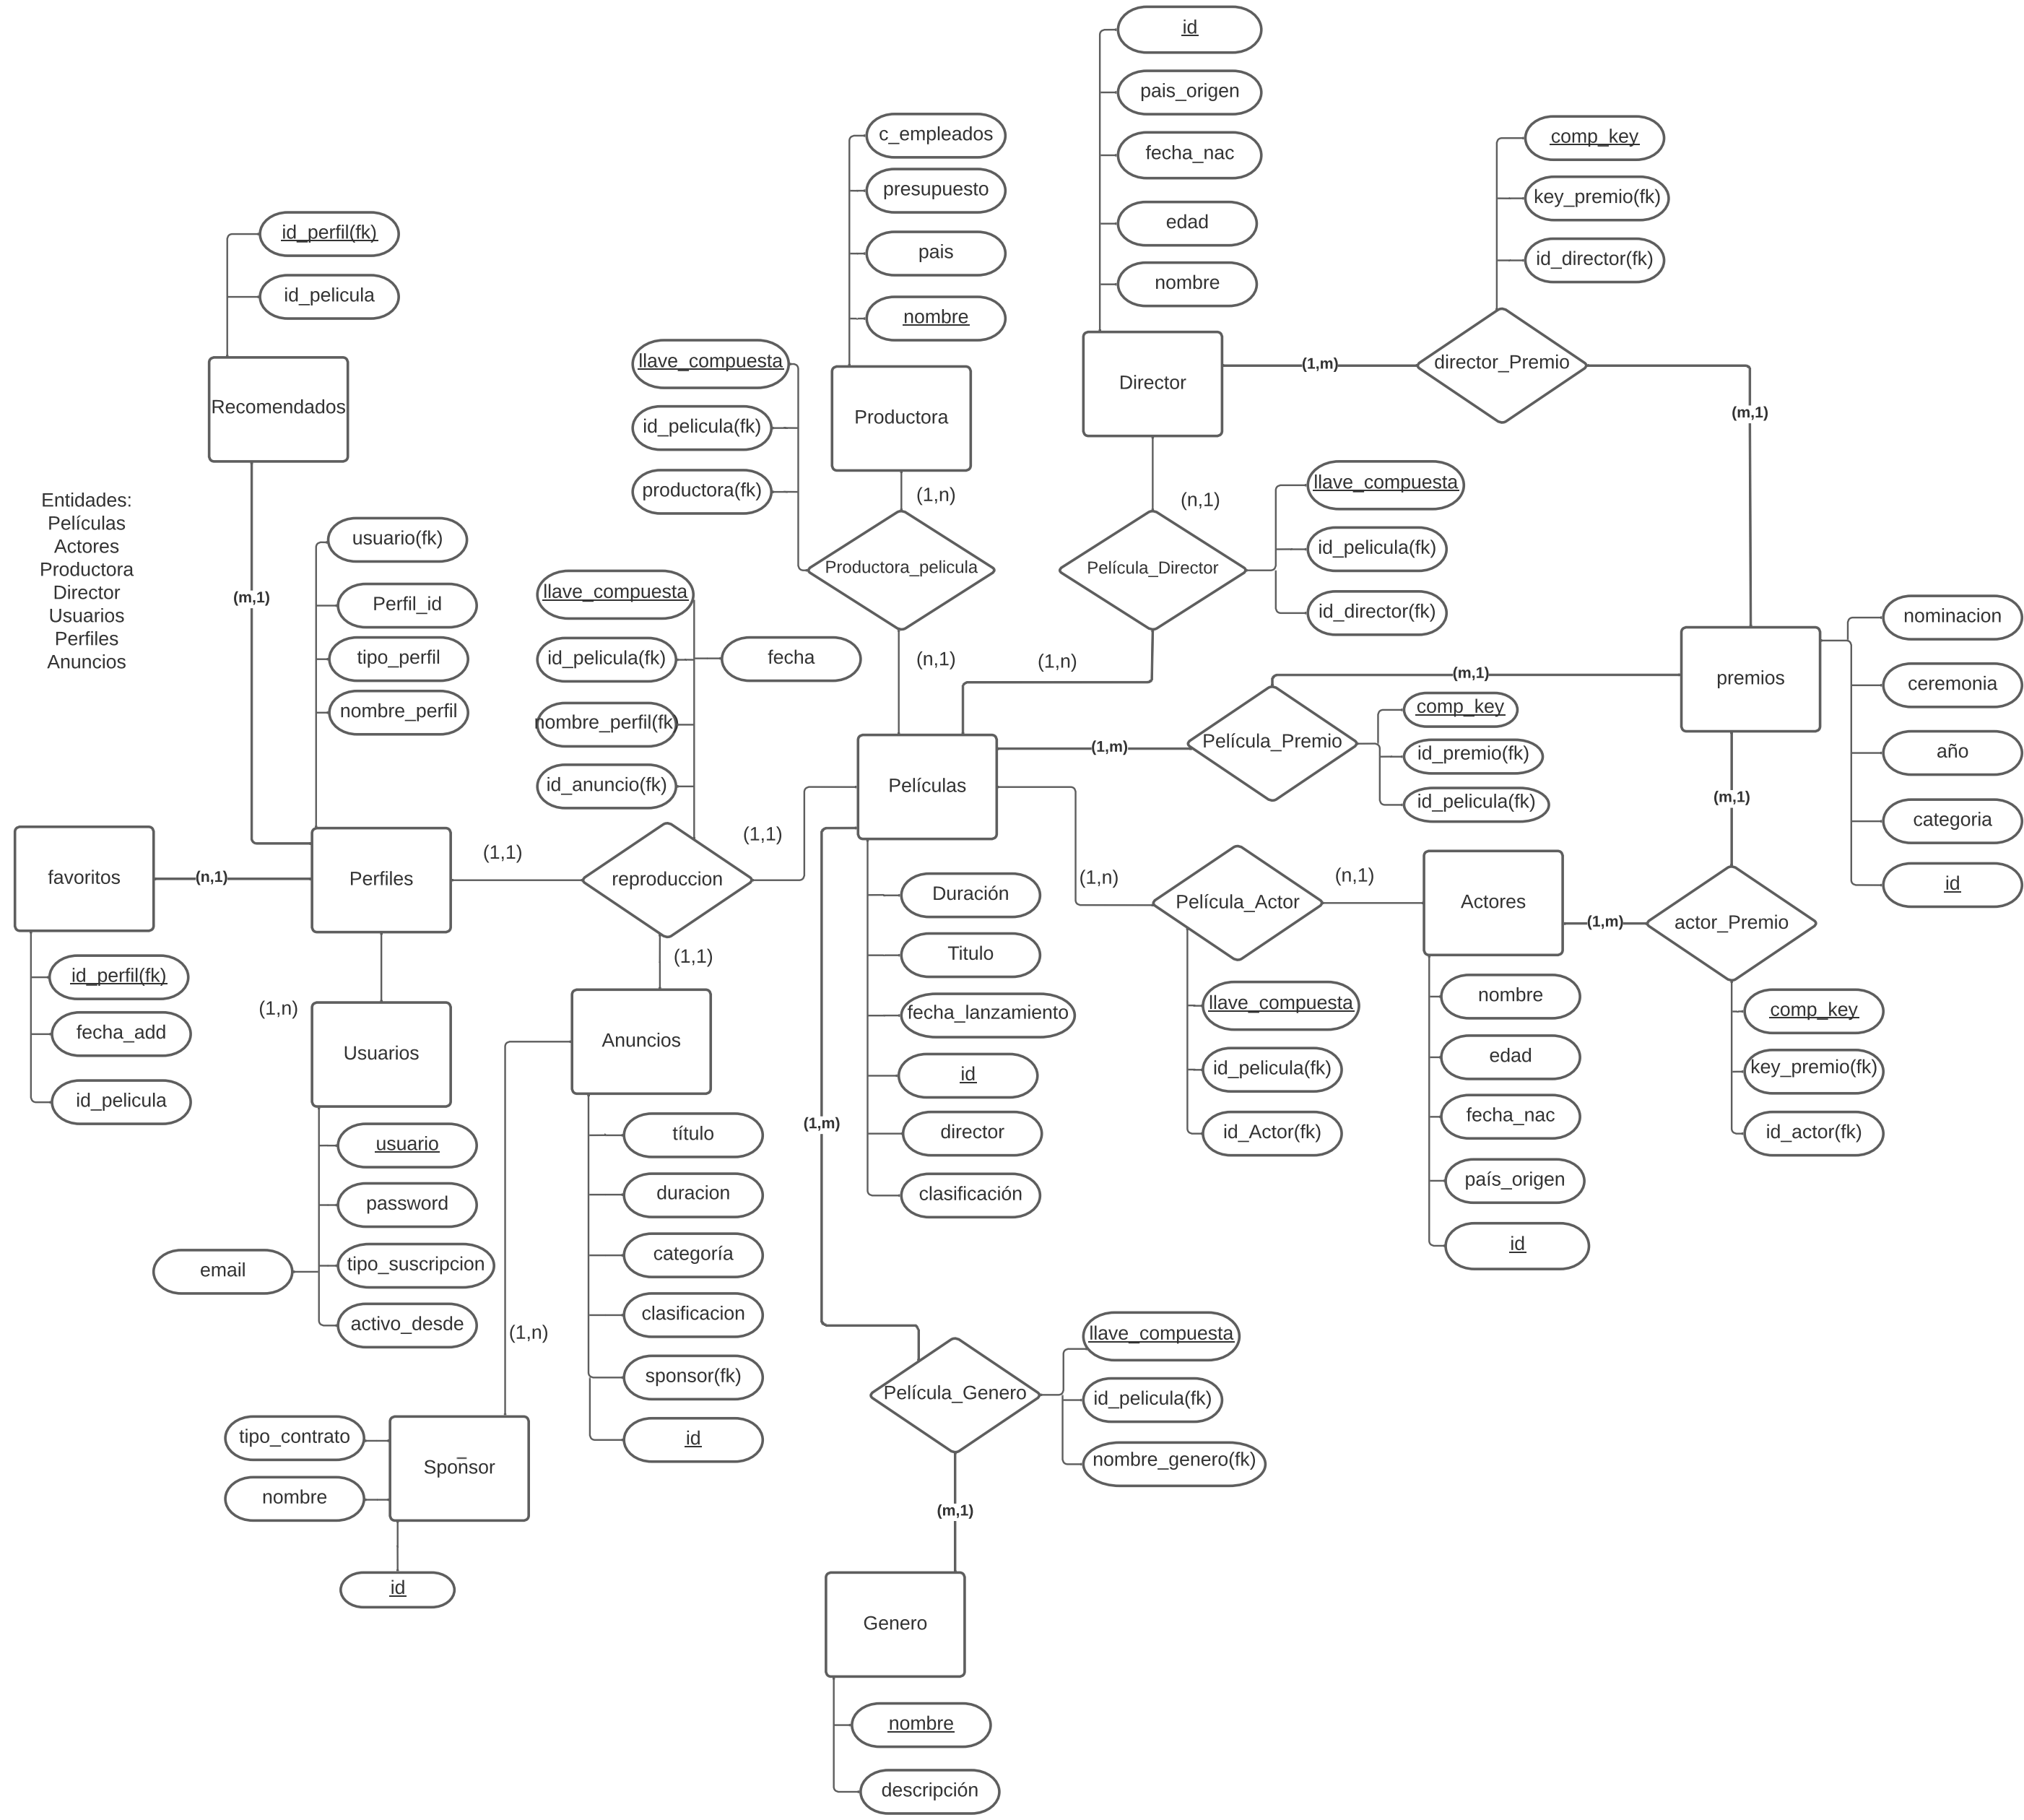 id
pais_origen
fecha_nac
edad
nombre
Director
c_empleados
presupuesto
pais
nombre
Productora
comp_key
key_premio(fk)
id_director(fk)
director_Premio
(1,m)
(m,1)
id_perfil(fk)
id_pelicula
Recomendados
(m,1)
llave_compuesta
id_pelicula(fk)
productora(fk)
(1,n)
Productora_pelicula
(n,1)
(n,1)
Película_Director
(1,n)
llave_compuesta
id_pelicula(fk)
id_director(fk)
Entidades:
Películas
Actores
Productora
Director
Usuarios
Perfiles
Anuncios
usuario(fk)
Perfil_id
tipo_perfil
nombre_perfil
llave_compuesta
id_pelicula(fk)
fecha
nombre_perfil(fk)
id_anuncio(fk)
premios
nominacion
ceremonia
año
categoria
id
(m,1)
Película_Premio
(1,m)
comp_key
id_premio(fk)
id_pelicula(fk)
(m,1)
Películas
favoritos
(n,1)
Perfiles
(1,1)
reproduccion
(1,1)
(1,1)
(1,n)
Película_Actor
(n,1)
Actores
(1,m)
actor_Premio
id_perfil(fk)
fecha_add
id_pelicula
(1,n)
Usuarios
usuario
password
tipo_suscripcion
email
activo_desde
Anuncios
título
duracion
categoría
clasificacion
sponsor(fk)
id
(1,n)
Duración
Titulo
fecha_lanzamiento
id
director
clasificación
(1,m)
llave_compuesta
id_pelicula(fk)
id_Actor(fk)
nombre
edad
fecha_nac
país_origen
id
comp_key
key_premio(fk)
id_actor(fk)
tipo_contrato
nombre
Sponsor
id
Película_Genero
llave_compuesta
id_pelicula(fk)
nombre_genero(fk)
(m,1)
Genero
nombre
descripción